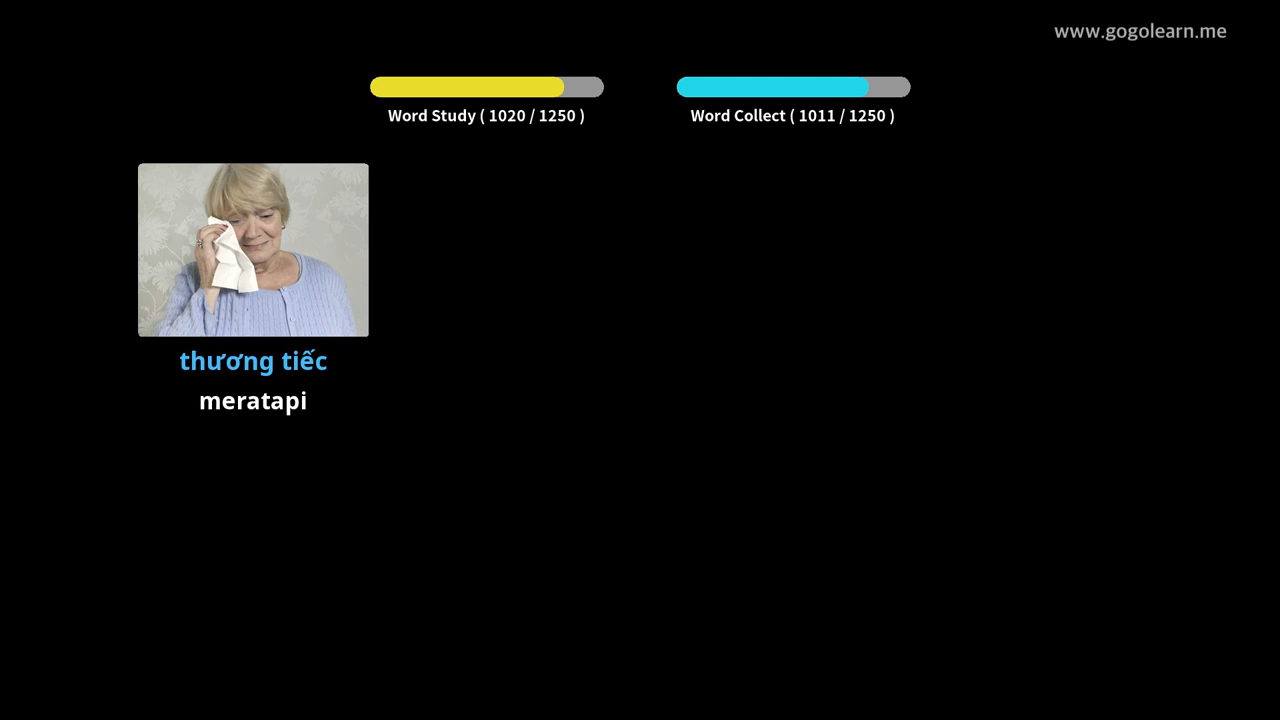 www.gogolearn.me
Word Study ( 1020 / 1250 )
Word Collect ( 1011 / 1250 )
thương tiếc
meratapi